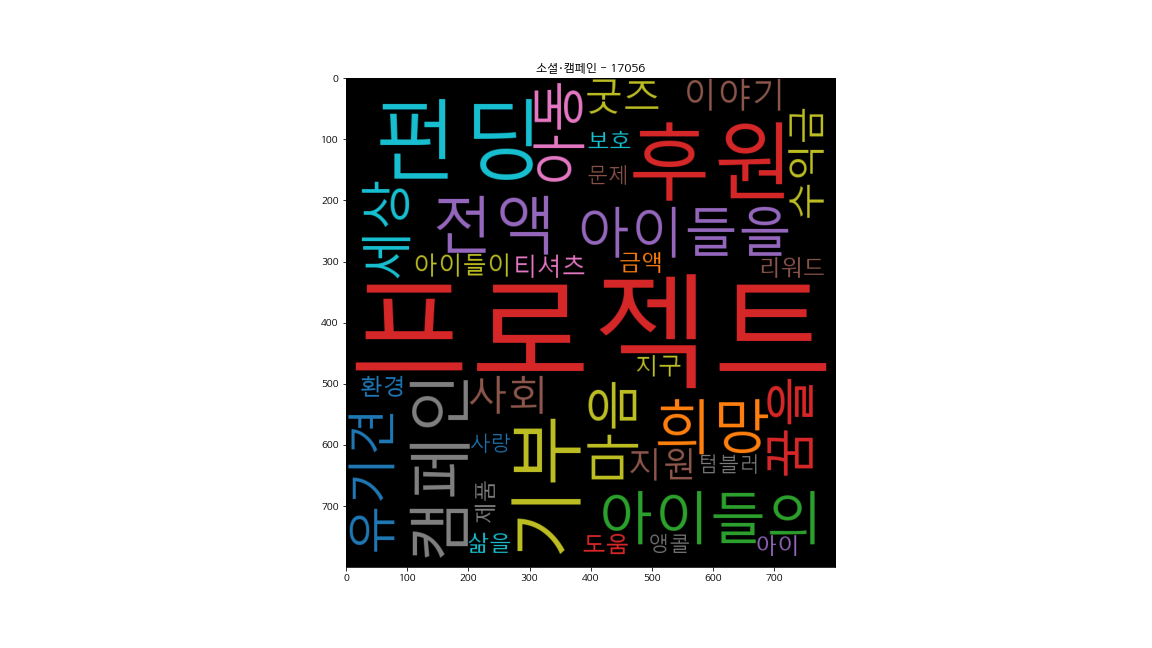 소셜·캠페인 - 17056
0
100
200
300
400
500
600
700
0 100 200 300 400 500 600 700
펀딩
아동
굿즈
이야기
보호
문제
후원
수익금
세상
전액
아이들을
아이들이
티셔츠
금액
리워드
프로젝트
지구
환경
캠페인
사회
마음
희망
꿈을
유기견
사랑
기부
지원
텀블러
제품
아이들의
삶을
도움
앵콜
아이